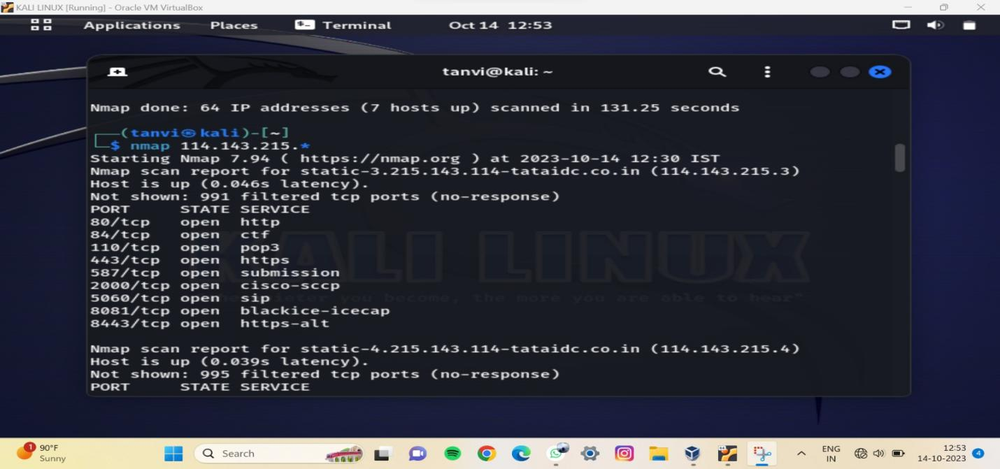 KALI LINUX [Running] - Oracle VM VirtualBox
Applications Places Terminal Oct 14 12:53
tanvi@kali: ~
Nmap done: 64 IP addresses (7 hosts up) scanned in 131.25 seconds
(tanvi㉿kali)-[~]
$ nmap 114.143.215.*
Starting Nmap 7.94 ( https://nmap.org ) at 2023-10-14 12:30 IST
Nmap scan report for static-3.215.143.114-tataidc.co.in (114.143.215.3)
Host is up (0.046s latency).
Not shown: 991 filtered tcp ports (no-response)
PORT STATE SERVICE
80/tcp open http
84/tcp open ctf
110/tcp open pop3
443/tcp open https
587/tcp open submission
2000/tcp open cisco-sccp
5060/tcp open sip
8081/tcp open blackice-icecap
8443/tcp open https-alt
KALI LINUX
you become, the more you are able to hear"
Nmap scan report for static-4.215.143.114-tataidc.co.in (114.143.215.4)
Host is up (0.039s latency).
Not shown: 995 filtered tcp ports (no-response)
PORT STATE SERVICE
1
90°F
Sunny
Search
ENG
IN
12:53
14-10-2023
4